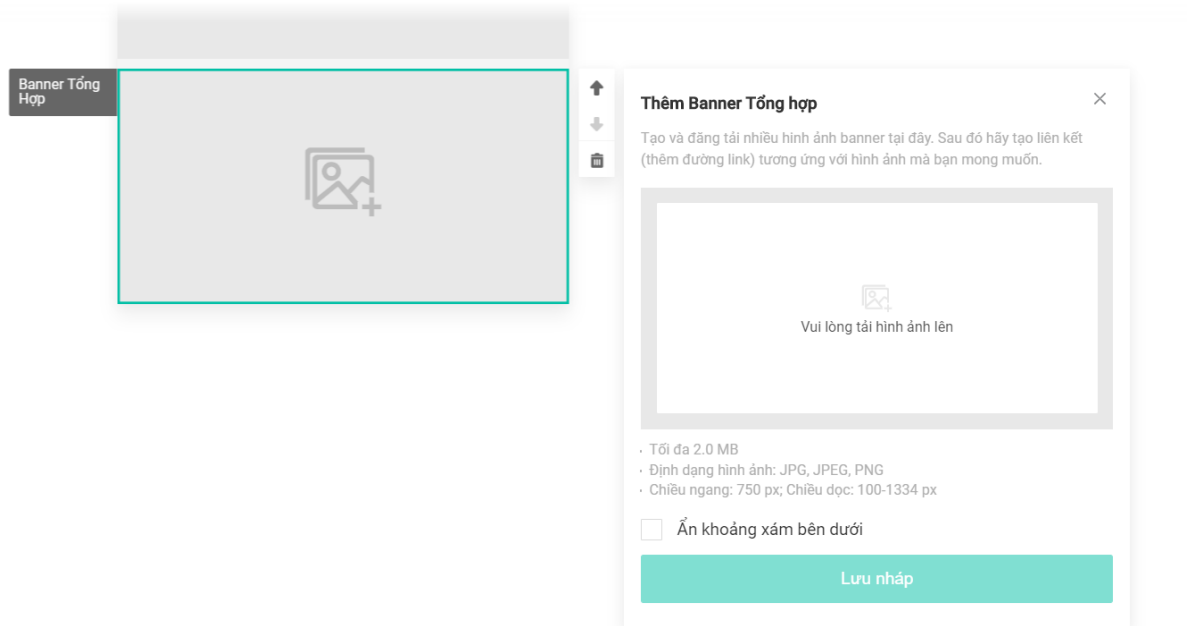 Banner Tổng
Hợp
Thêm Banner Tổng hợp
Tạo và đăng tải nhiều hình ảnh banner tại đây. Sau đó hãy tạo liên kết
(thêm đường link) tương ứng với hình ảnh mà bạn mong muốn.
Vui lòng tải hình ảnh lên
· Tối đa 2.0 MB
· Định dạng hình ảnh: JPG, JPEG, PNG
· Chiều ngang: 750 px; Chiều dọc: 100-1334 px
Ẩn khoảng xám bên dưới
Lưu nháp